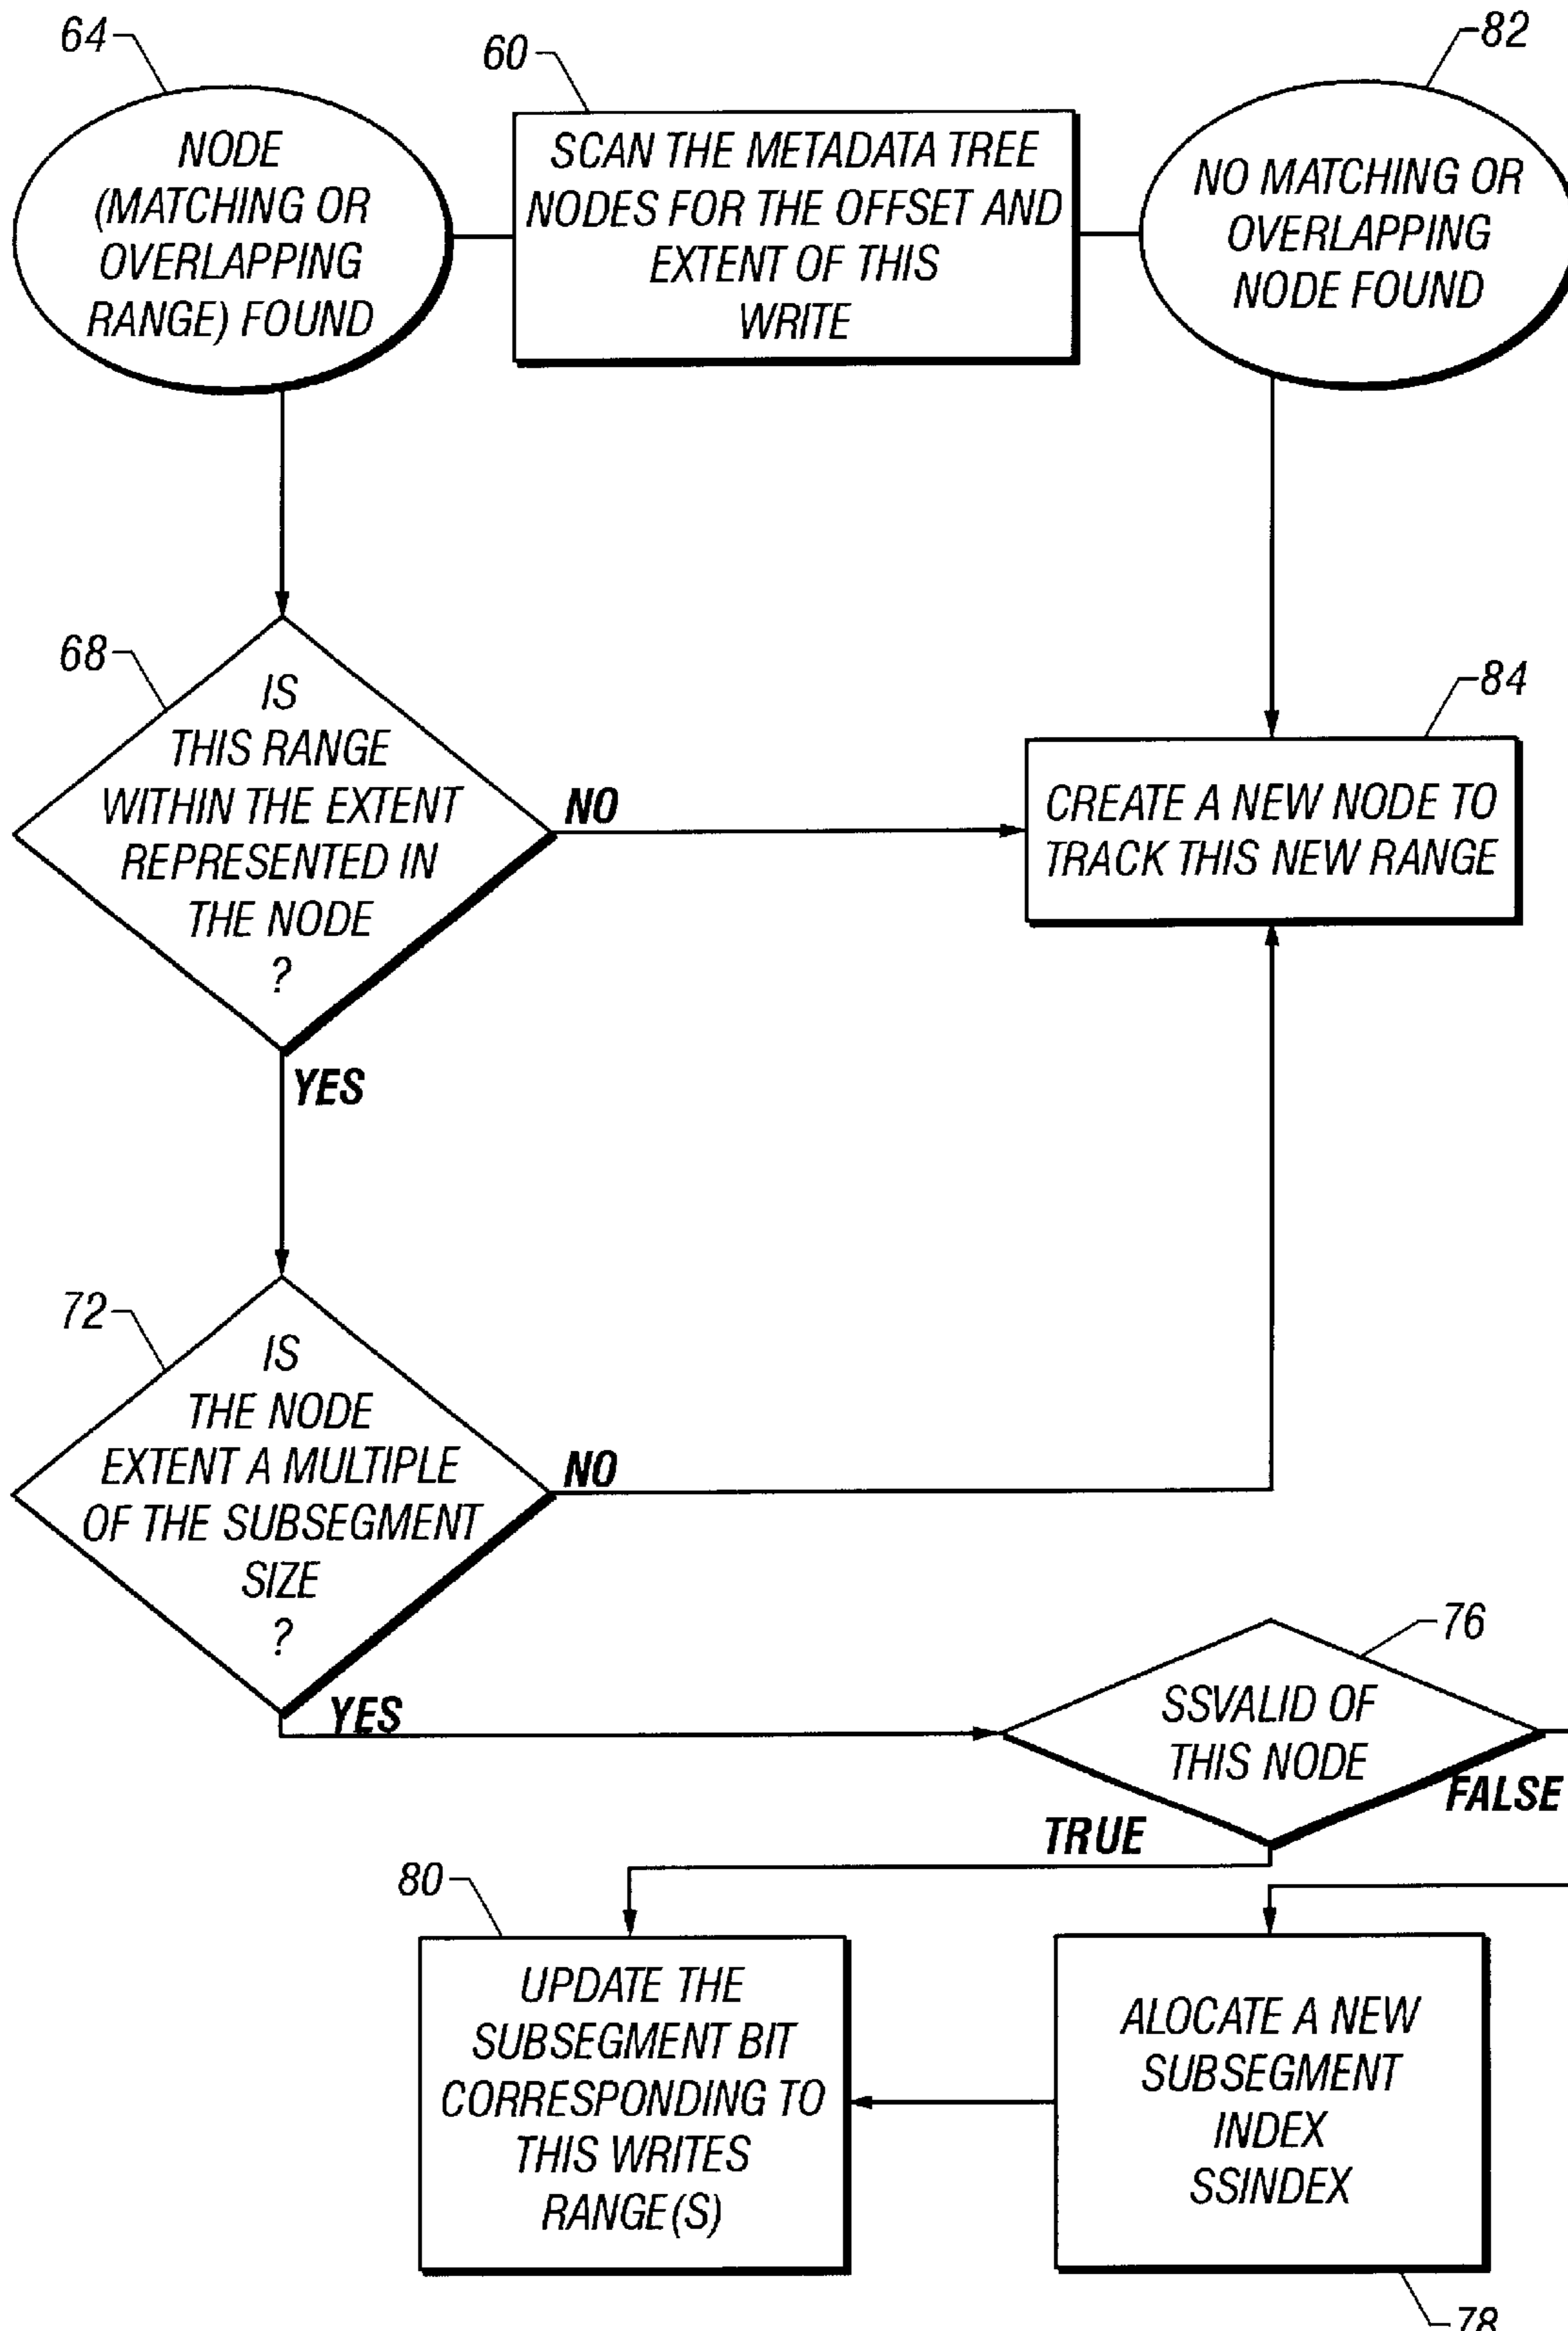 64
60
82
NODE
(MATCHING OR
OVERLAPPING
RANGE) FOUND
SCAN THE METADATA TREE
NODES FOR THE OFFSET AND
EXTENT OF THIS
WRITE
NO MATCHING OR
OVERLAPPING
NODE FOUND
68
IS
THIS RANGE
WITHIN THE EXTENT
REPRESENTED IN
THE NODE
?
NO
YES
84
CREATE A NEW NODE TO
TRACK THIS NEW RANGE
72
IS
THE NODE
EXTENT A MULTIPLE
OF THE SUBSEGMENT
SIZE
?
NO
YES
76
SSVALID OF
THIS NODE
FALSE
TRUE
80
UPDATE THE
SUBSEGMENT BIT
CORRESPONDING TO
THIS WRITES
RANGE(S)
ALOCATE A NEW
SUBSEGMENT
INDEX
SSINDEX
78